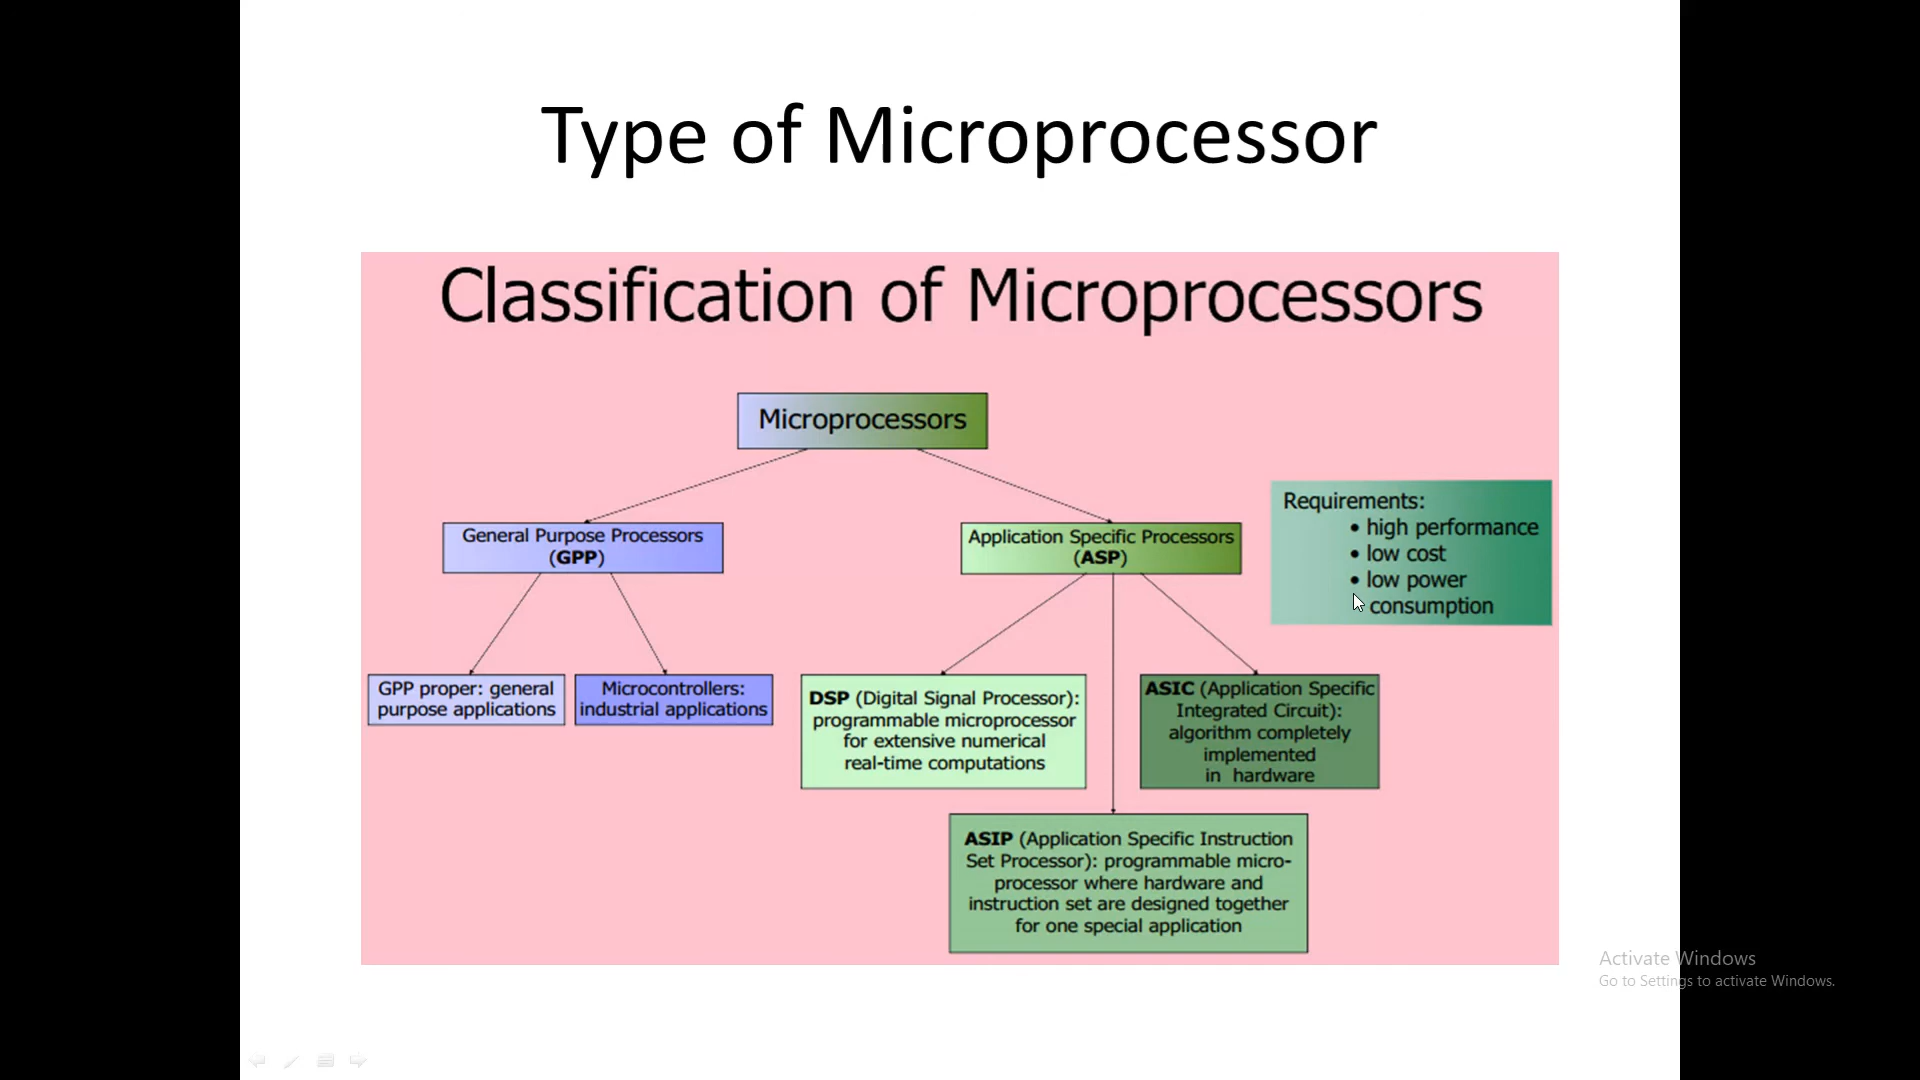 Type of Microprocessor
Classification of Microprocessors
Microprocessors
General Purpose Processors
(GPP)
Application Specific Processors
(ASP)
Requirements:
• high performance
• low cost
• low power
consumption
GPP proper: general
purpose applications
Microcontrollers:
industrial applications
DSP (Digital Signal Processor):
programmable microprocessor
for extensive numerical
real-time computations
ASIC (Application Specific
Integrated Circuit):
algorithm completely
implemented
in hardware
ASIP (Application Specific Instruction
Set Processor): programmable micro-
processor where hardware and
instruction set are designed together
for one special application
Activate Windows
Go to Settings to activate Windows.